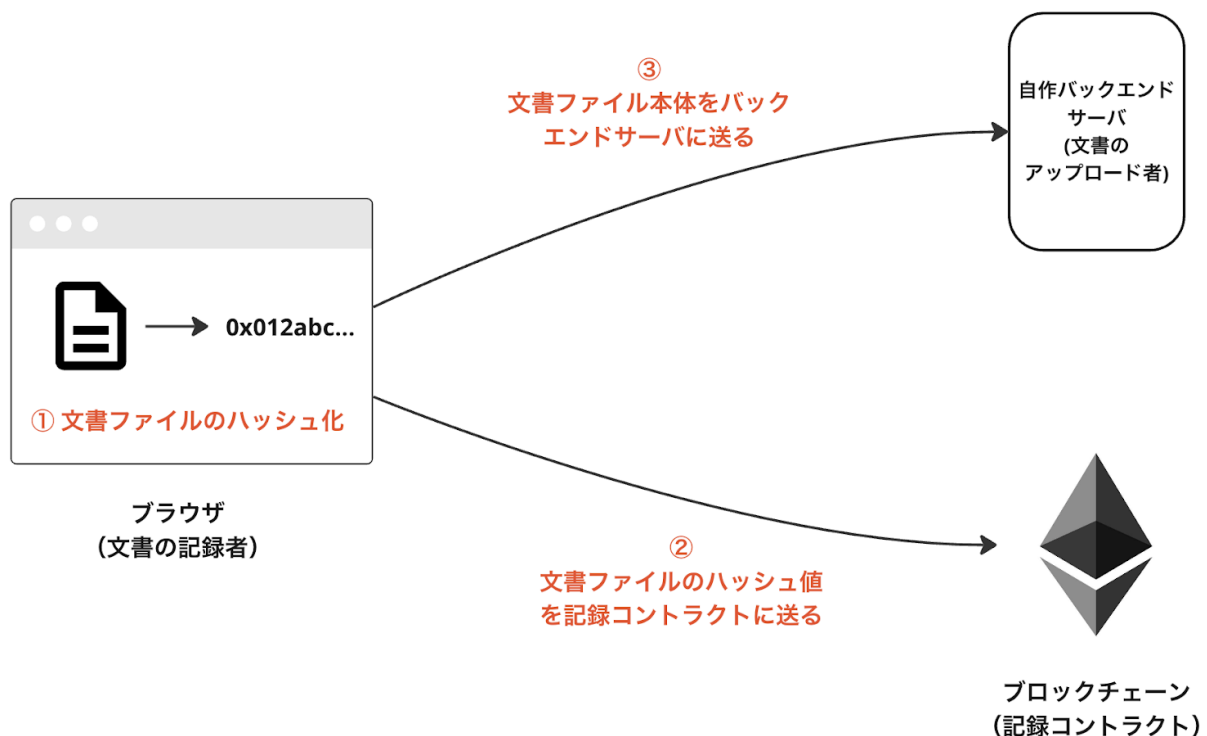 ③
文書ファイル本体をバック
エンドサーバに送る
自作バックエンド
サーバ
(文書の
アップロード者)
0x012abc...
① 文書ファイルのハッシュ化
ブラウザ
（文書の記録者）
②
文書ファイルのハッシュ値
を記録コントラクトに送る
ブロックチェーン
（記録コントラクト）